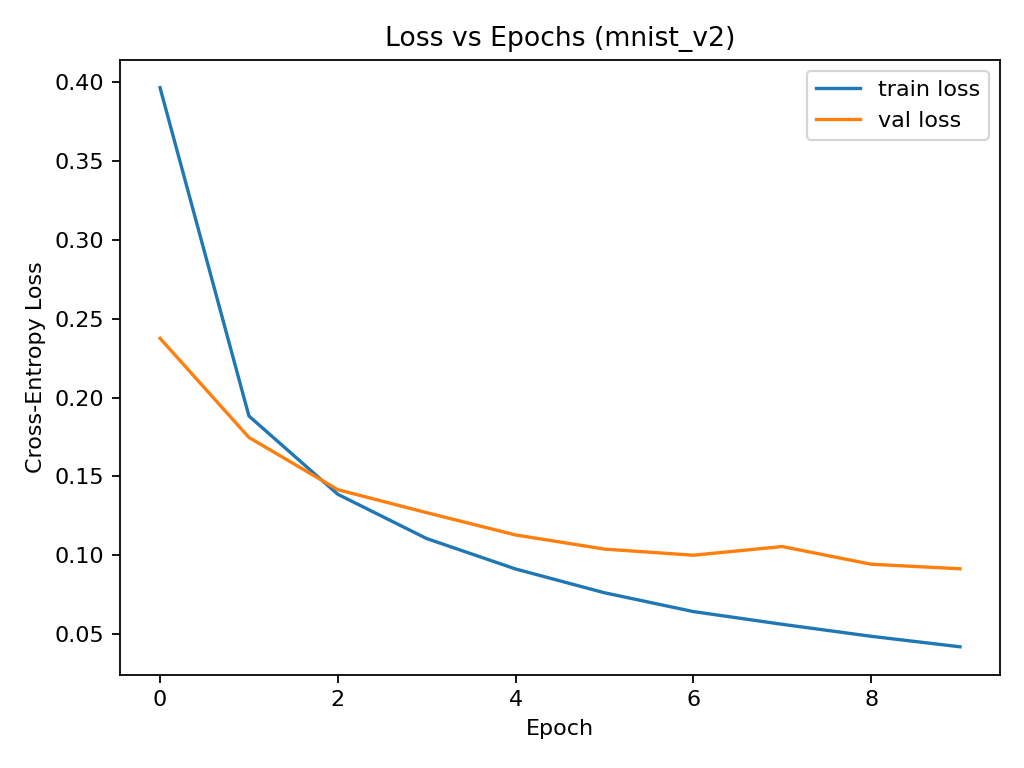 Loss vs Epochs (mnist_v2)
train loss
val loss
0.40
0.35
0.30
0.25
0.20
0.15
0.10
0.05
Cross-Entropy Loss
0
2
4
6
8
Epoch